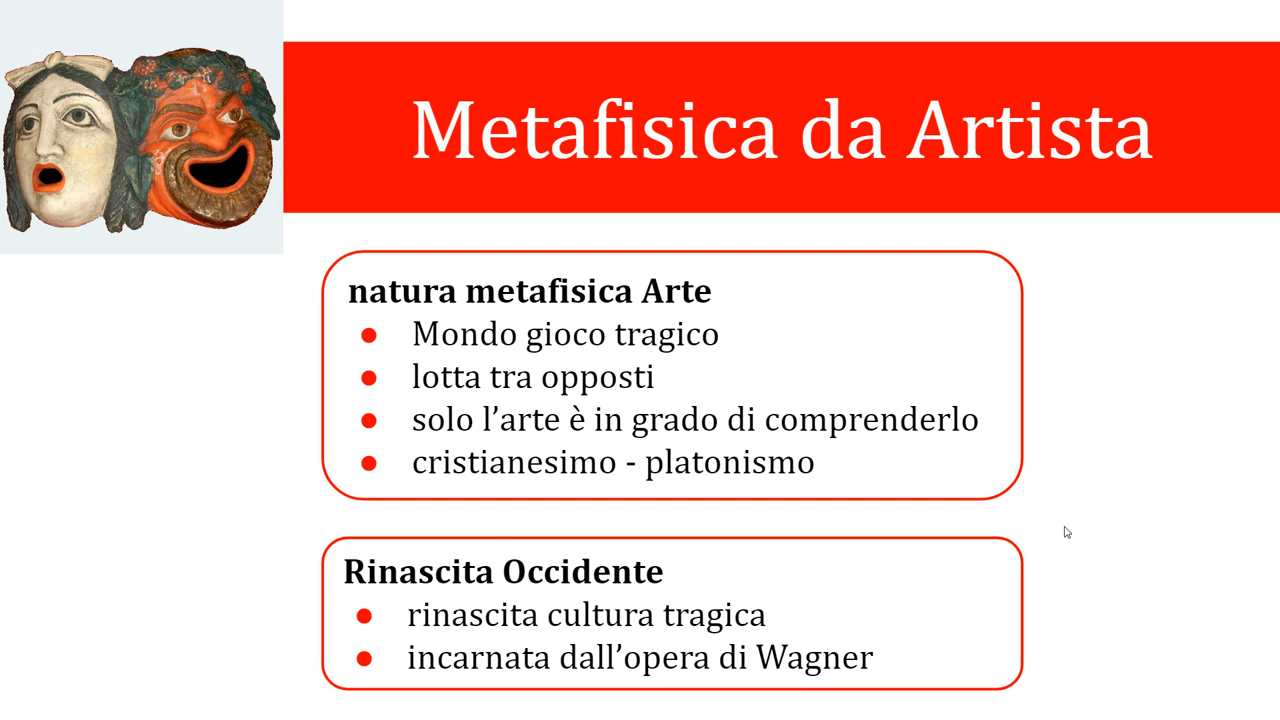 Metafisica da Artista
natura metafisica Arte
● Mondo gioco tragico
● lotta tra opposti
● solo l’arte è in grado di comprenderlo
● cristianesimo - platonismo
Rinascita Occidente
● rinascita cultura tragica
● incarnata dall’opera di Wagner